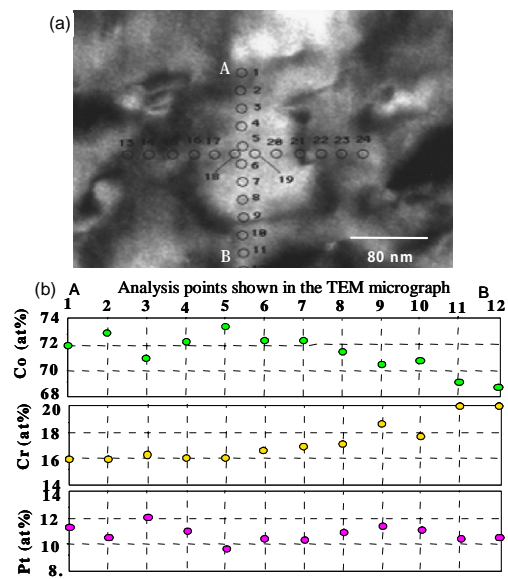 (a)
A
1
2
3
4
5
13 14 15 16 17 20 21 22 23 24
6
18 7 19
8
9
10
B 11
80 nm
(b) A Analysis points shown in the TEM micrograph B
1 2 3 4 5 6 7 8 9 10 11 12
Co (at%)
74
72
70
68
Cr (at%)
20
18
16
14
Pt (at%)
14
12
10
8.